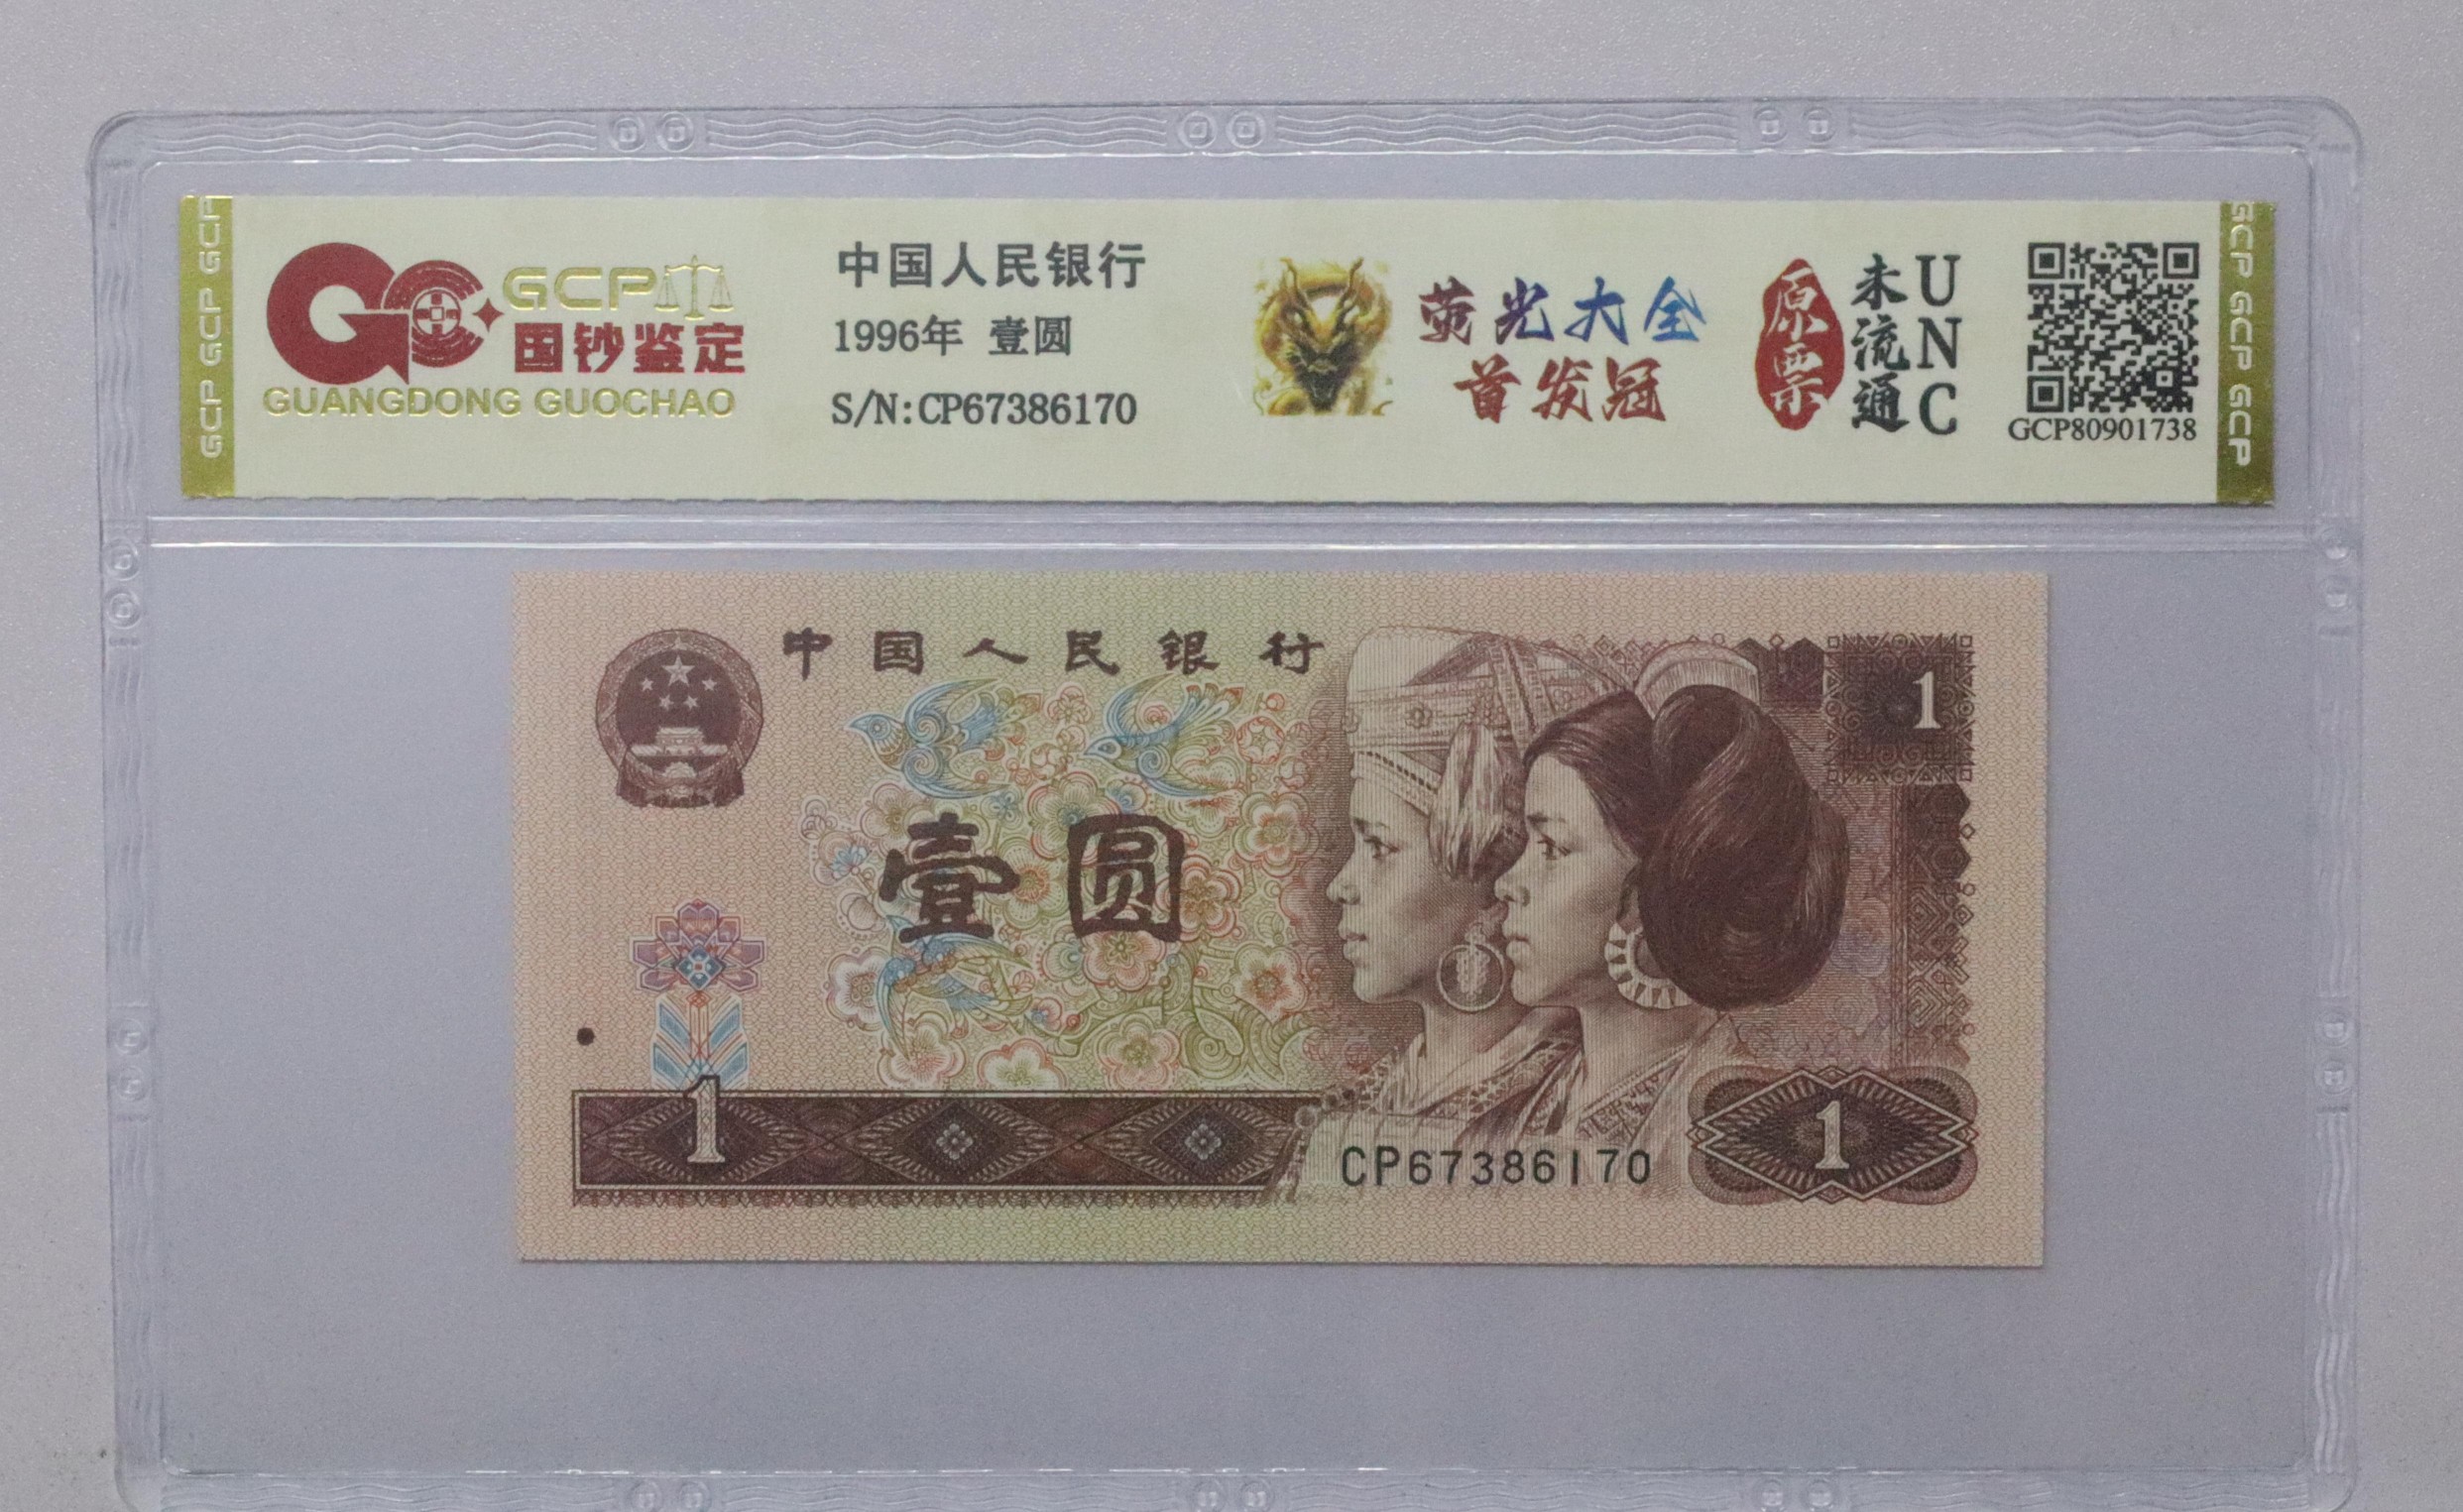 GCP GCP GCP
GCP
国钞鉴定
GUANGDONG GUOCHAO
中国人民银行
1996年 壹圆
S/N:CP67386170
荧光大全
首发冠
原票
未流通
UNC
GCP80901738
GCP GCP GCP
中国人民银行
1
壹圆
1
CP67386170
1